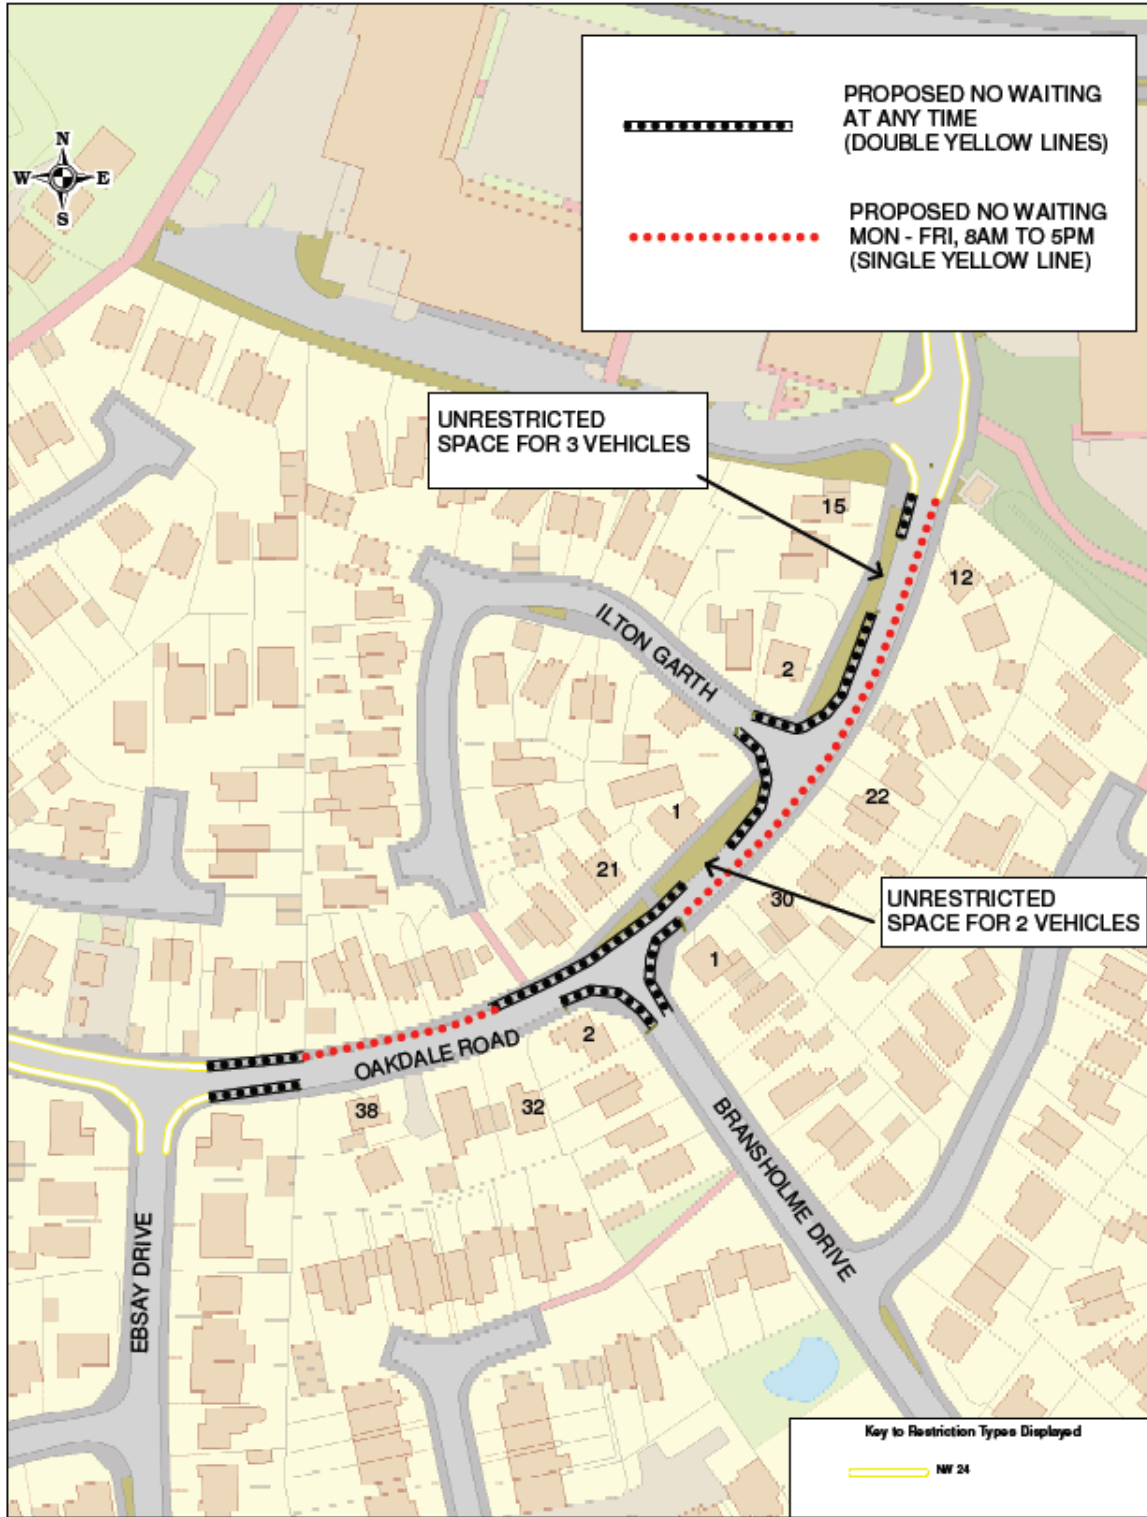 PROPOSED NO WAITING
AT ANY TIME
(DOUBLE YELLOW LINES)
PROPOSED NO WAITING
MON - FRI, 8AM TO 5PM
(SINGLE YELLOW LINE)
N
W E
S
UNRESTRICTED
SPACE FOR 3 VEHICLES
15
12
ILTON GARTH
2
22
1
21
UNRESTRICTED
SPACE FOR 2 VEHICLES
30
1
2
OAKDALE ROAD
38
32
BRANSHOLME DRIVE
EBSAY DRIVE
Key to Restriction Types Displayed
NW 24